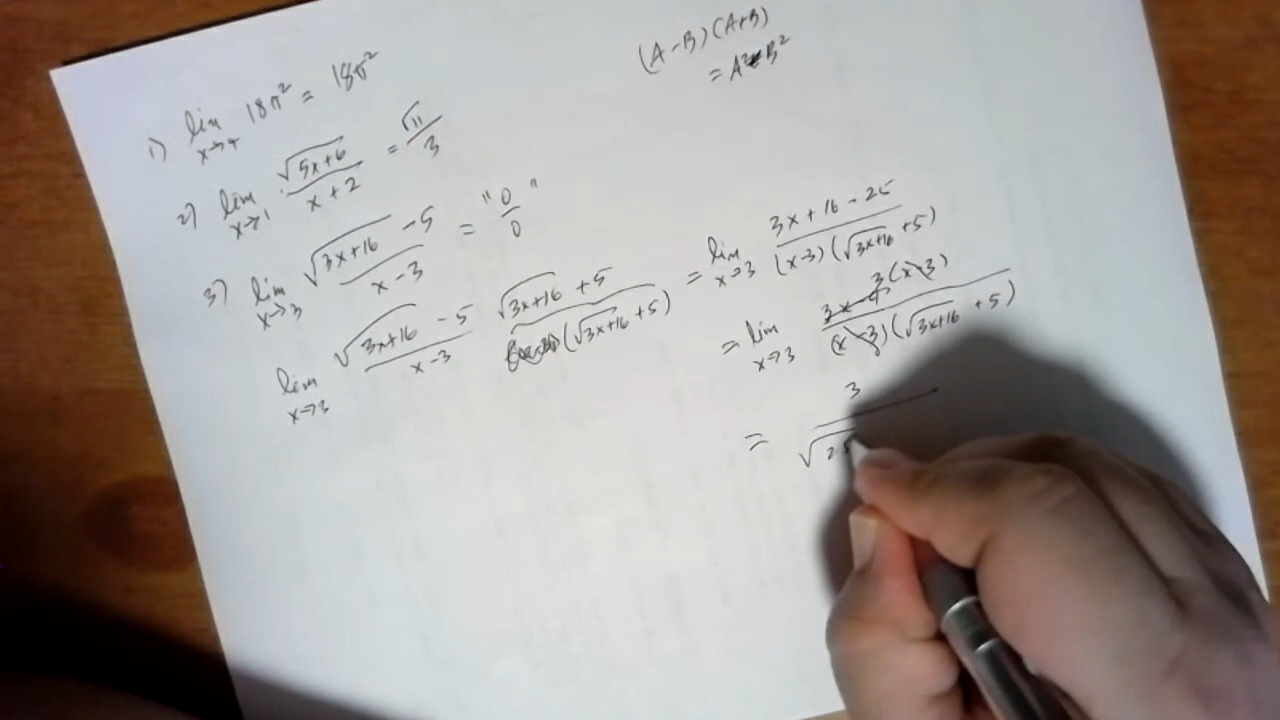 (A-B)(A+B)
= A²-B²
1) lim x→4 18π² = 18π²
2) lim x→1 √(5x+6) / (x+2) = √11 / 3
3) lim x→3 (√(3x+16) - 5) / (x-3) = "0/0"
lim x→3 (√(3x+16) - 5) / (x-3) (√(3x+16) + 5) / (√(3x+16) + 5)
= lim x→3 (3x+16-25) / ((x-3)(√(3x+16) + 5))
= lim x→3 3(x-3) / ((x-3)(√(3x+16) + 5))
= 3 / √25